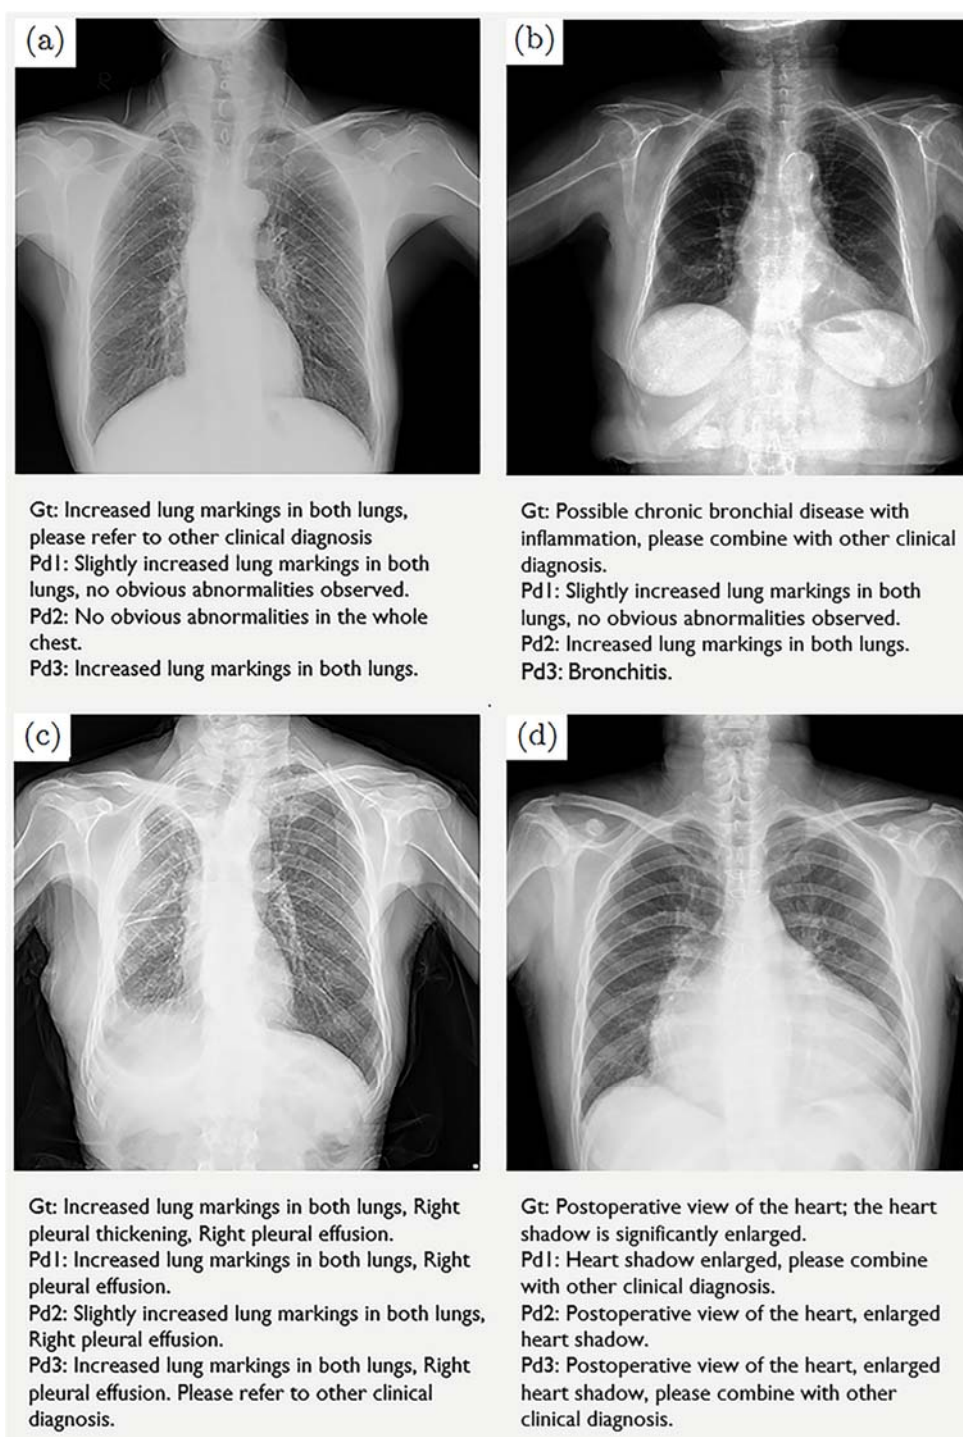 (a)
R
Gt: Increased lung markings in both lungs,
please refer to other clinical diagnosis
Pd1: Slightly increased lung markings in both
lungs, no obvious abnormalities observed.
Pd2: No obvious abnormalities in the whole
chest.
Pd3: Increased lung markings in both lungs.
(b)
Gt: Possible chronic bronchial disease with
inflammation, please combine with other clinical
diagnosis.
Pd1: Slightly increased lung markings in both
lungs, no obvious abnormalities observed.
Pd2: Increased lung markings in both lungs.
Pd3: Bronchitis.
(c)
Gt: Increased lung markings in both lungs, Right
pleural thickening, Right pleural effusion.
Pd1: Increased lung markings in both lungs, Right
pleural effusion.
Pd2: Slightly increased lung markings in both lungs,
Right pleural effusion.
Pd3: Increased lung markings in both lungs, Right
pleural effusion. Please refer to other clinical
diagnosis.
(d)
Gt: Postoperative view of the heart; the heart
shadow is significantly enlarged.
Pd1: Heart shadow enlarged, please combine
with other clinical diagnosis.
Pd2: Postoperative view of the heart, enlarged
heart shadow.
Pd3: Postoperative view of the heart, enlarged
heart shadow, please combine with other
clinical diagnosis.